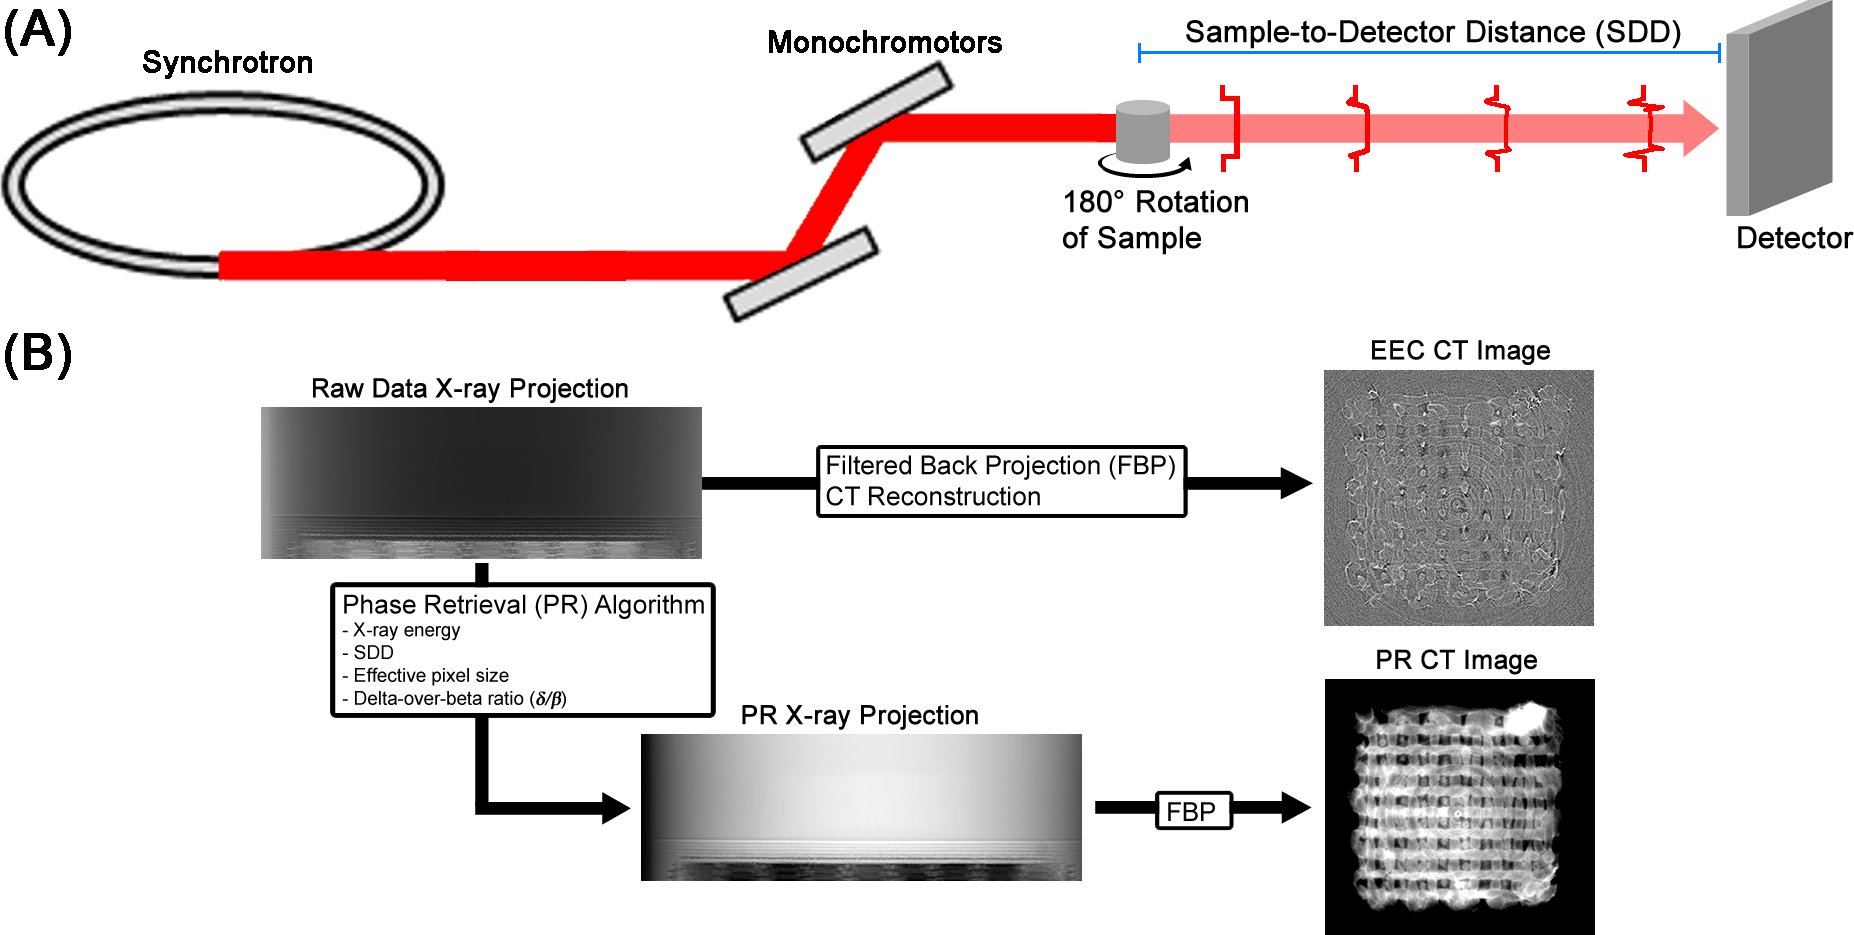 (A)
Synchrotron
Monochromotors
Sample-to-Detector Distance (SDD)
180° Rotation
of Sample
Detector
(B)
Raw Data X-ray Projection
Filtered Back Projection (FBP)
CT Reconstruction
EEC CT Image
Phase Retrieval (PR) Algorithm
- X-ray energy
- SDD
- Effective pixel size
- Delta-over-beta ratio (δ/β)
PR X-ray Projection
FBP
PR CT Image